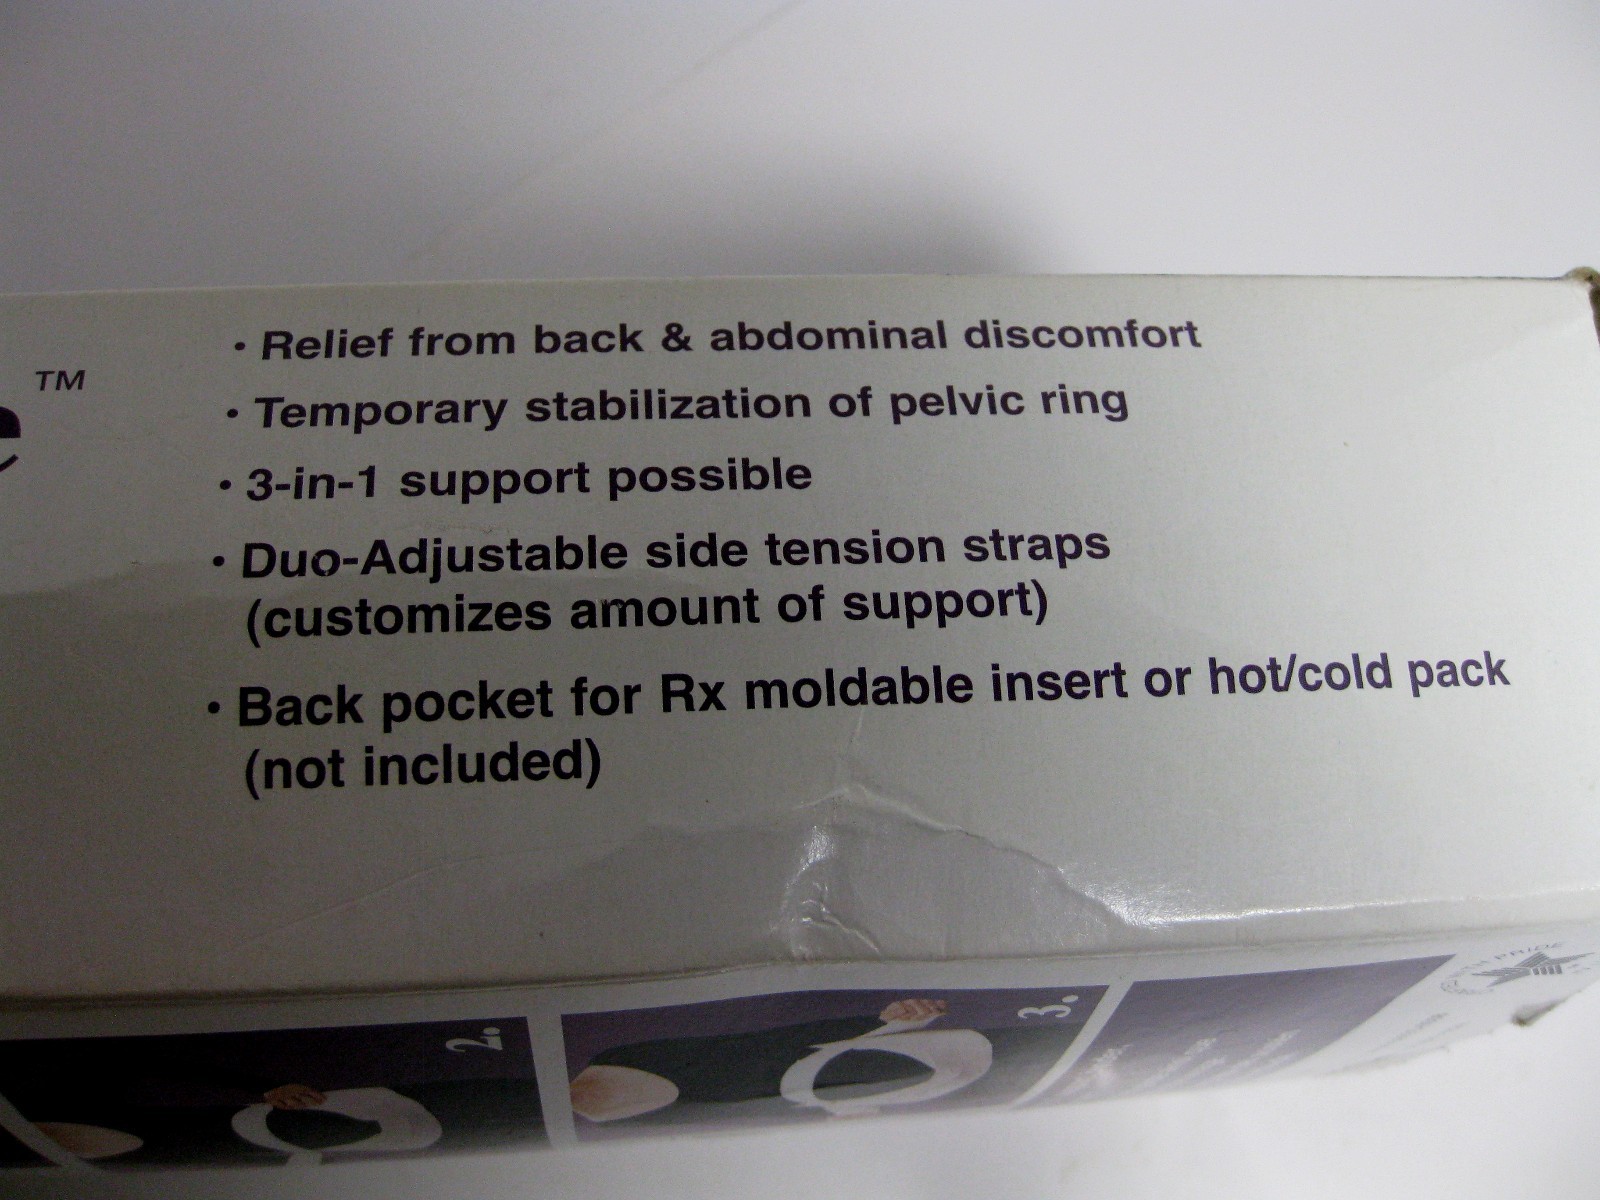 e™
• Relief from back & abdominal discomfort
• Temporary stabilization of pelvic ring
• 3-in-1 support possible
• Duo-Adjustable side tension straps
(customizes amount of support)
• Back pocket for Rx moldable insert or hot/cold pack
(not included)
2.
3.
PRIDE